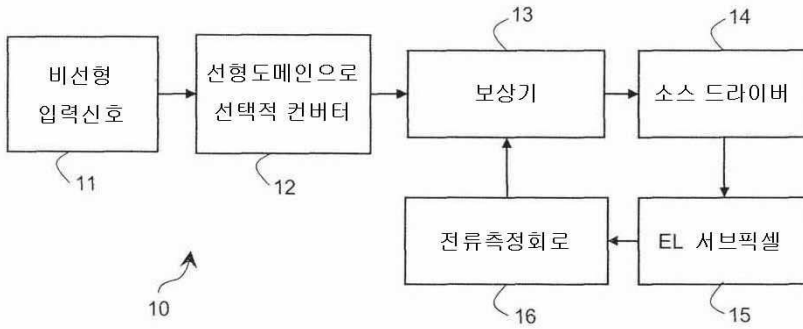 13
14
비선형
입력신호
선형도메인으로
선택적 컨버터
보상기
소스 드라이버
11
12
전류측정회로
EL 서브픽셀
10
16
15